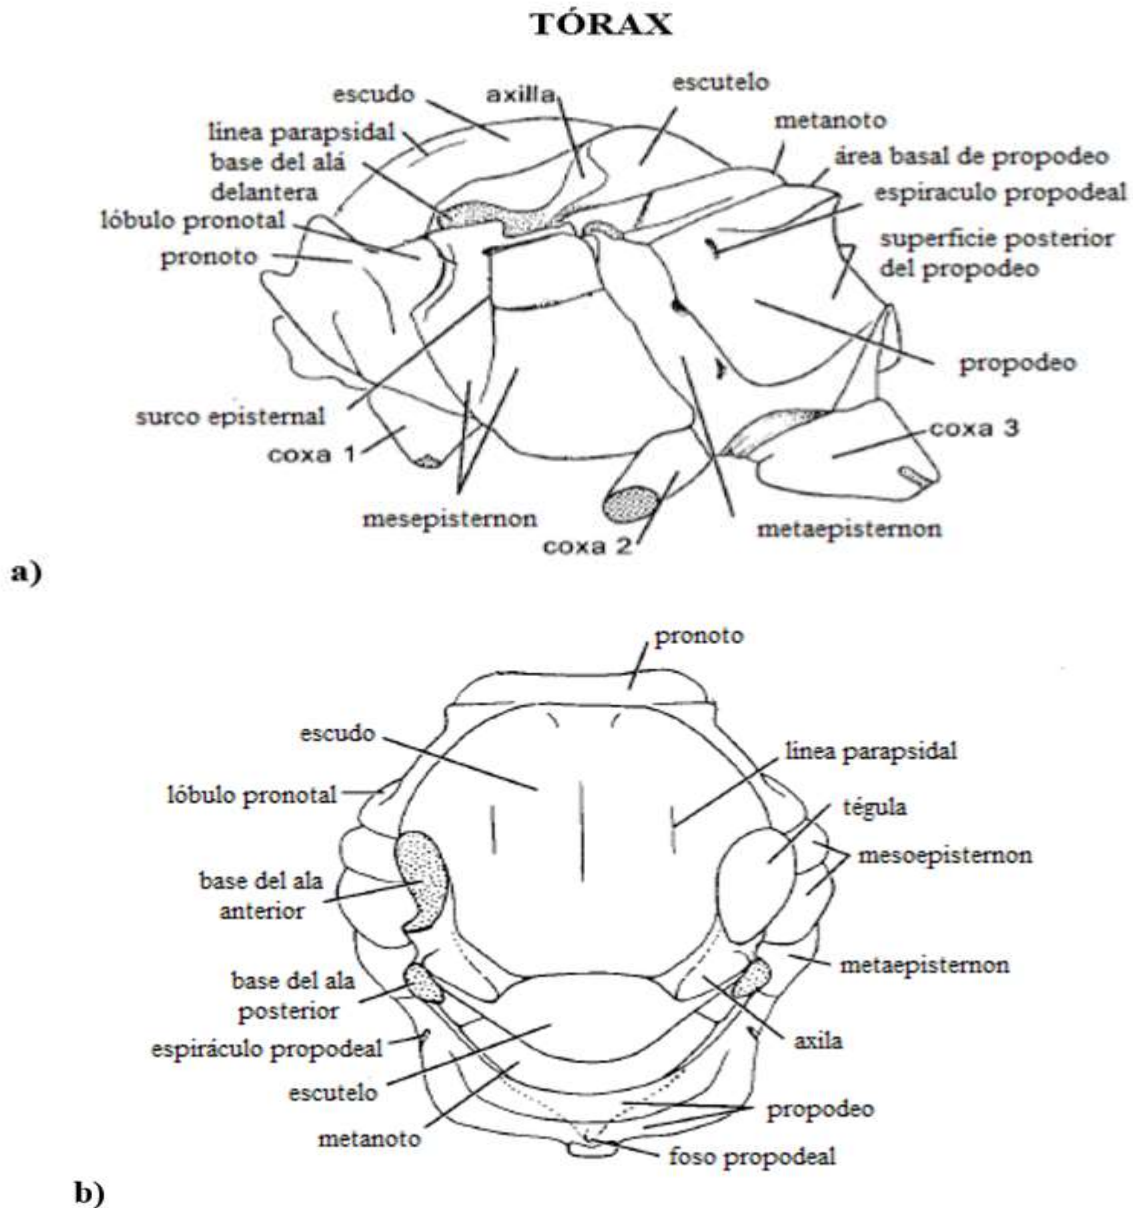 TÓRAX
escudo
axilla
escutelo
linea parapsidal
metanoto
base del alá
delantera
área basal de propodeo
lóbulo pronotal
espiraculo propodeal
pronoto
superficie posterior
del propodeo
propodeo
surco episternal
coxa 1
coxa 3
mesepisternon
metaepisternon
coxa 2
a)
pronoto
escudo
linea parapsidal
lóbulo pronotal
tégula
mesoepisternon
base del ala
anterior
metaepisternon
base del ala
posterior
axila
espiráculo propodeal
escutelo
propodeo
metanoto
foso propodeal
b)